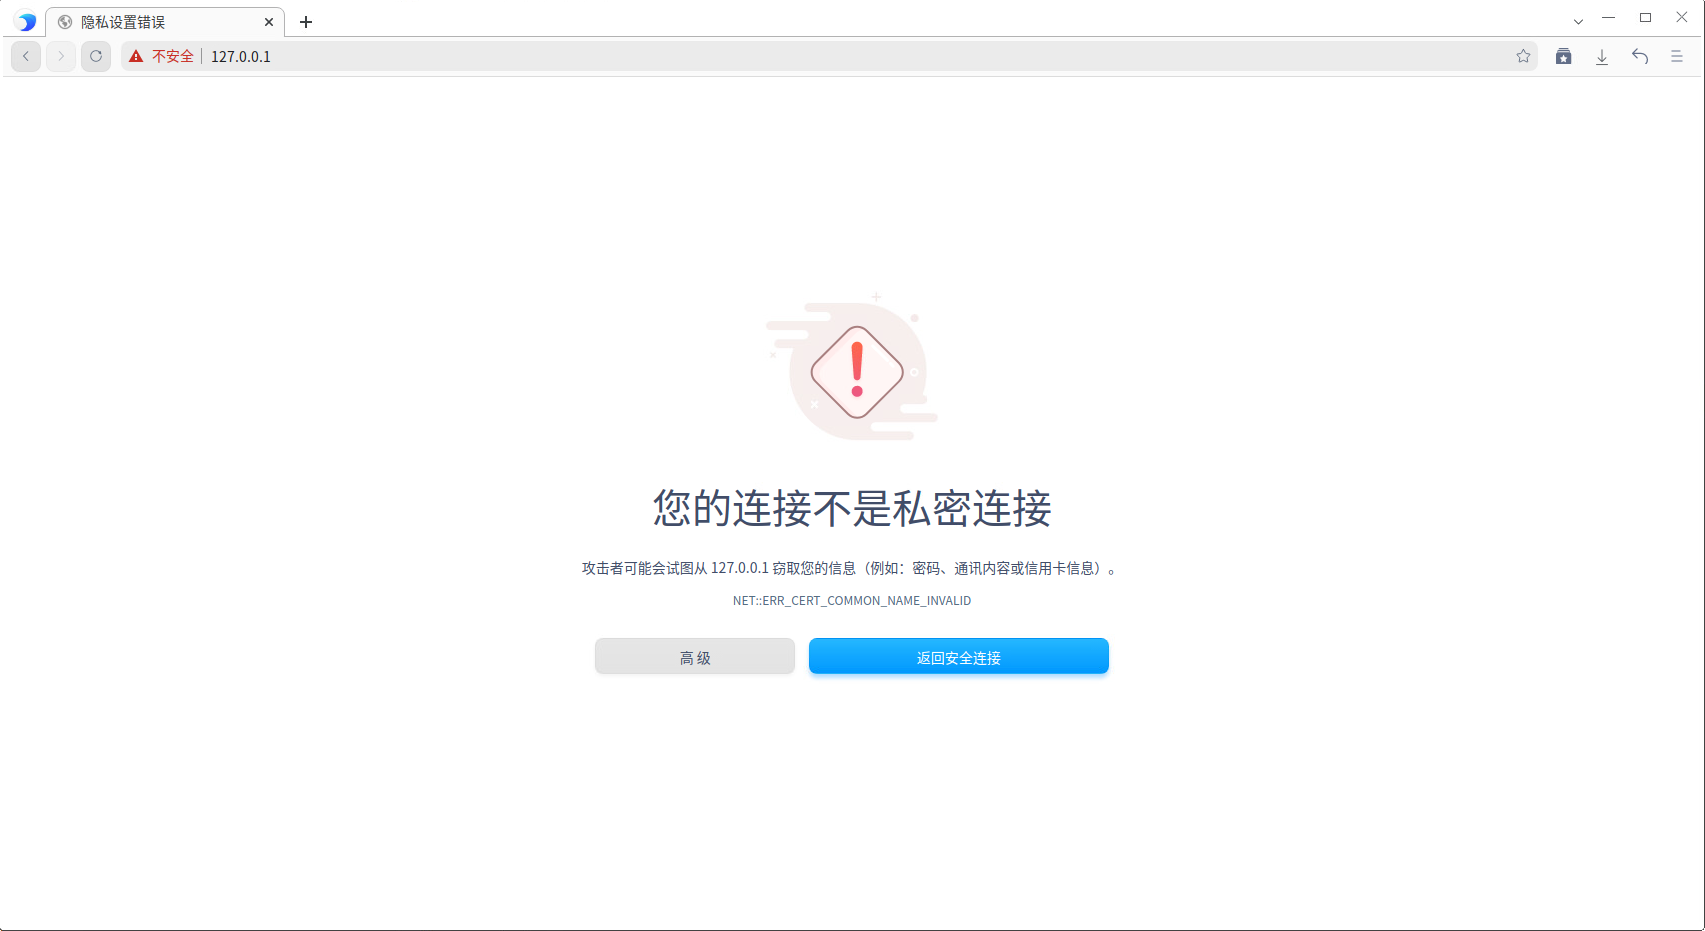 隐私设置错误
不安全 127.0.0.1
您的连接不是私密连接
攻击者可能会试图从 127.0.0.1 窃取您的信息（例如：密码、通讯内容或信用卡信息）。
NET::ERR_CERT_COMMON_NAME_INVALID
高 级 返回安全连接